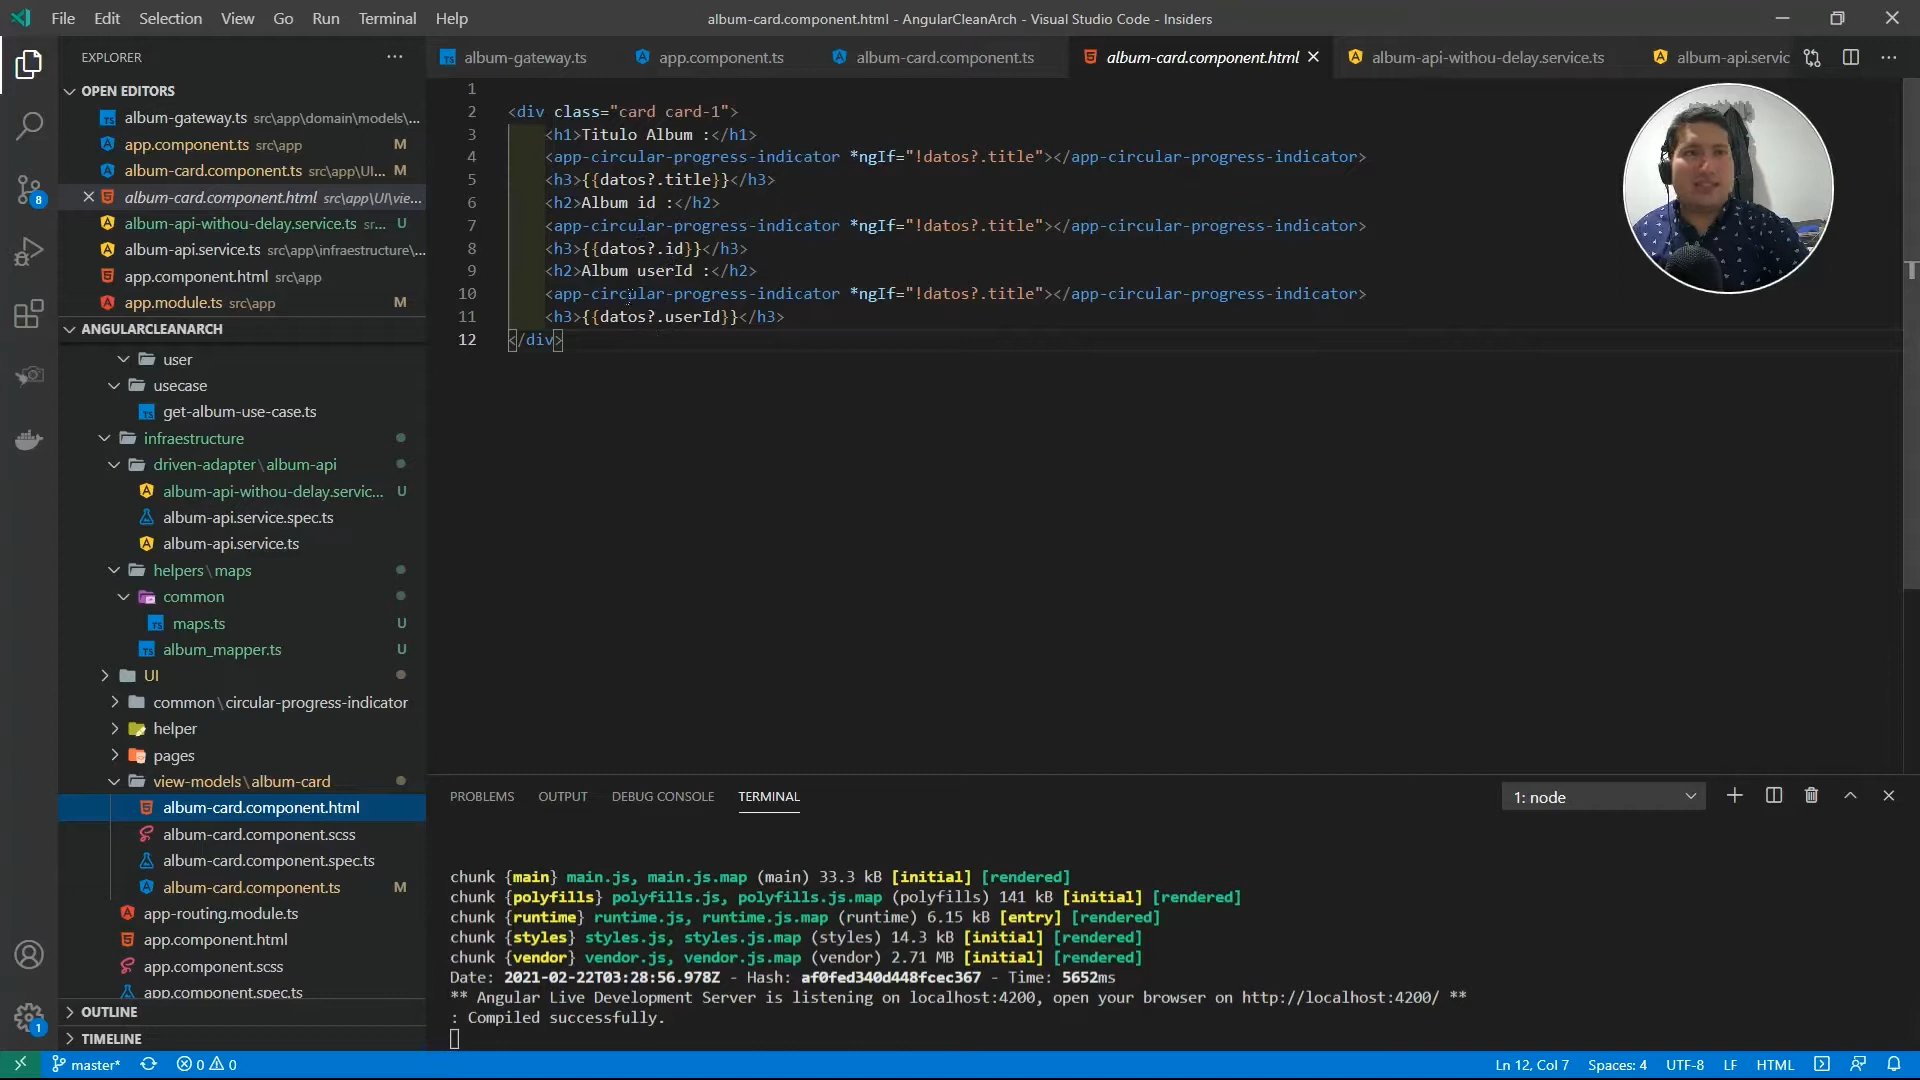 File Edit Selection View Go Run Terminal Help
album-card.component.html - AngularCleanArch - Visual Studio Code - Insiders
EXPLORER
OPEN EDITORS
album-gateway.ts src\app\domain\models\...
app.component.ts src\app M
album-card.component.ts src\app\UI... M
album-card.component.html src\app\UI\vie...
album-api-withou-delay.service.ts sr... U
album-api.service.ts src\app\infraestructure\...
app.component.html src\app
app.module.ts src\app M
ANGULARCLEANARCH
user
usecase
get-album-use-case.ts
infraestructure
driven-adapter\album-api
album-api-withou-delay.servic... U
album-api.service.spec.ts
album-api.service.ts
helpers\maps
common
maps.ts U
album_mapper.ts U
UI
common\circular-progress-indicator
helper
pages
view-models\album-card
album-card.component.html
album-card.component.scss
album-card.component.spec.ts
album-card.component.ts M
app-routing.module.ts
app.component.html
app.component.scss
app.component.spec.ts
OUTLINE
TIMELINE
8
1
album-gateway.ts app.component.ts album-card.component.ts album-card.component.html album-api-withou-delay.service.ts album-api.servic
1
2 <div class="card card-1">
3 <h1>Titulo Album :</h1>
4 <app-circular-progress-indicator *ngIf="!datos?.title"></app-circular-progress-indicator>
5 <h3>{{datos?.title}}</h3>
6 <h2>Album id :</h2>
7 <app-circular-progress-indicator *ngIf="!datos?.title"></app-circular-progress-indicator>
8 <h3>{{datos?.id}}</h3>
9 <h2>Album userId :</h2>
10 <app-circular-progress-indicator *ngIf="!datos?.title"></app-circular-progress-indicator>
11 <h3>{{datos?.userId}}</h3>
12 </div>
PROBLEMS OUTPUT DEBUG CONSOLE TERMINAL
1: node
chunk {main} main.js, main.js.map (main) 33.3 kB [initial] [rendered]
chunk {polyfills} polyfills.js, polyfills.js.map (polyfills) 141 kB [initial] [rendered]
chunk {runtime} runtime.js, runtime.js.map (runtime) 6.15 kB [entry] [rendered]
chunk {styles} styles.js, styles.js.map (styles) 14.3 kB [initial] [rendered]
chunk {vendor} vendor.js, vendor.js.map (vendor) 2.71 MB [initial] [rendered]
Date: 2021-02-22T03:28:56.978Z - Hash: af0fed340d448fcec367 - Time: 5652ms
** Angular Live Development Server is listening on localhost:4200, open your browser on http://localhost:4200/ **
: Compiled successfully.
master* 0 0 Ln 12, Col 7 Spaces: 4 UTF-8 LF HTML